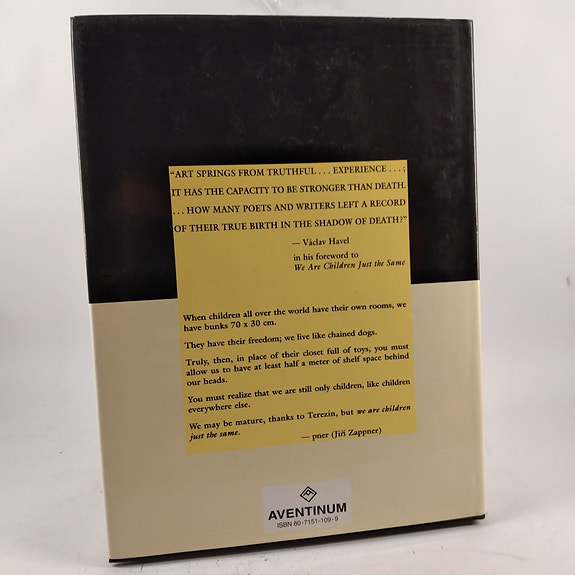 “ART SPRINGS FROM TRUTHFUL . . . EXPERIENCE . . . ;
IT HAS THE CAPACITY TO BE STRONGER THAN DEATH.
. . . HOW MANY POETS AND WRITERS LEFT A RECORD
OF THEIR TRUE BIRTH IN THE SHADOW OF DEATH?”
— Václav Havel
in his foreword to
We Are Children Just the Same
When children all over the world have their own rooms, we
have bunks 70 x 30 cm.
They have their freedom; we live like chained dogs.
Truly, then, in place of their closet full of toys, you must
allow us to have at least half a meter of shelf space behind
our heads.
You must realize that we are still only children, like children
everywhere else.
We may be mature, thanks to Terezín, but we are children
just the same.
— pner (Jiří Zappner)
AVENTINUM
ISBN 80-7151-109-9